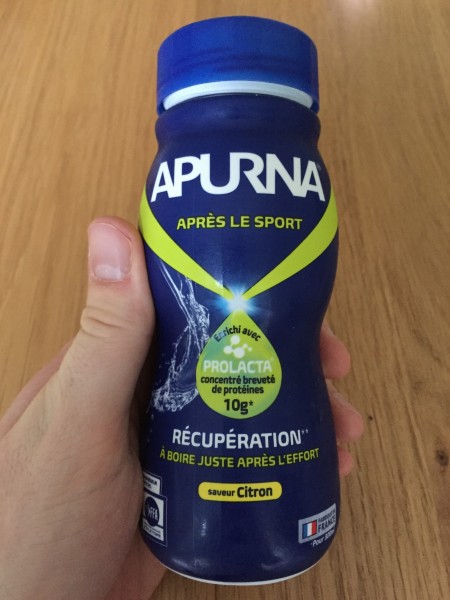 APURNA
APRÈS LE SPORT
Enrichi avec
PROLACTA
concentré breveté
de protéines
10g*
RÉCUPÉRATION**
À BOIRE JUSTE APRÈS L'EFFORT
saveur Citron
FRANCE